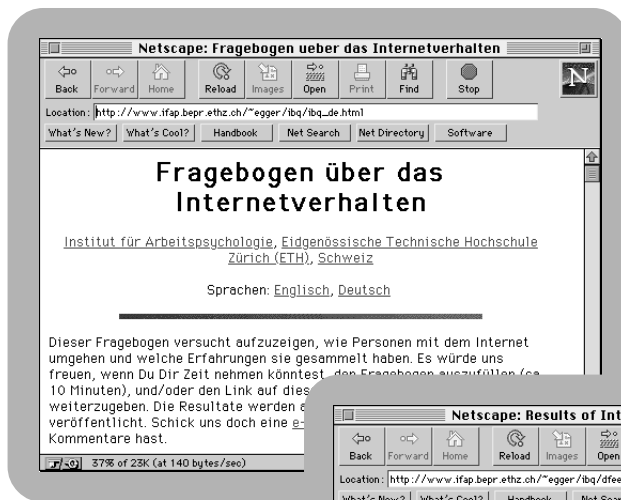 Netscape: Fragebogen ueber das Internetverhalten
Back Forward Home Reload Images Open Print Find Stop
N
Location: http://www.ifap.bepr.ethz.ch/~egger/ibq/ibq_de.html
What's New? What's Cool? Handbook Net Search Net Directory Software
Fragebogen über das
Internetverhalten
Institut für Arbeitspsychologie, Eidgenössische Technische Hochschule
Zürich (ETH), Schweiz
Sprachen: Englisch, Deutsch
Dieser Fragebogen versucht aufzuzeigen, wie Personen mit dem Internet
umgehen und welche Erfahrungen sie gesammelt haben. Es würde uns
freuen, wenn Du Dir Zeit nehmen könntest, den Fragebogen auszufüllen (ca.
10 Minuten), und/oder den Link auf dies
weiterzugeben. Die Resultate werden a
veröffentlicht. Schick uns doch eine e-
Kommentare hast.
37% of 23K (at 140 bytes/sec)
Netscape: Results of Int
Back Forward Home Reload Images Open
Location: http://www.ifap.bepr.ethz.ch/~egger/ibq/dfee
What's New? What's Cool? Handbook Net Sear